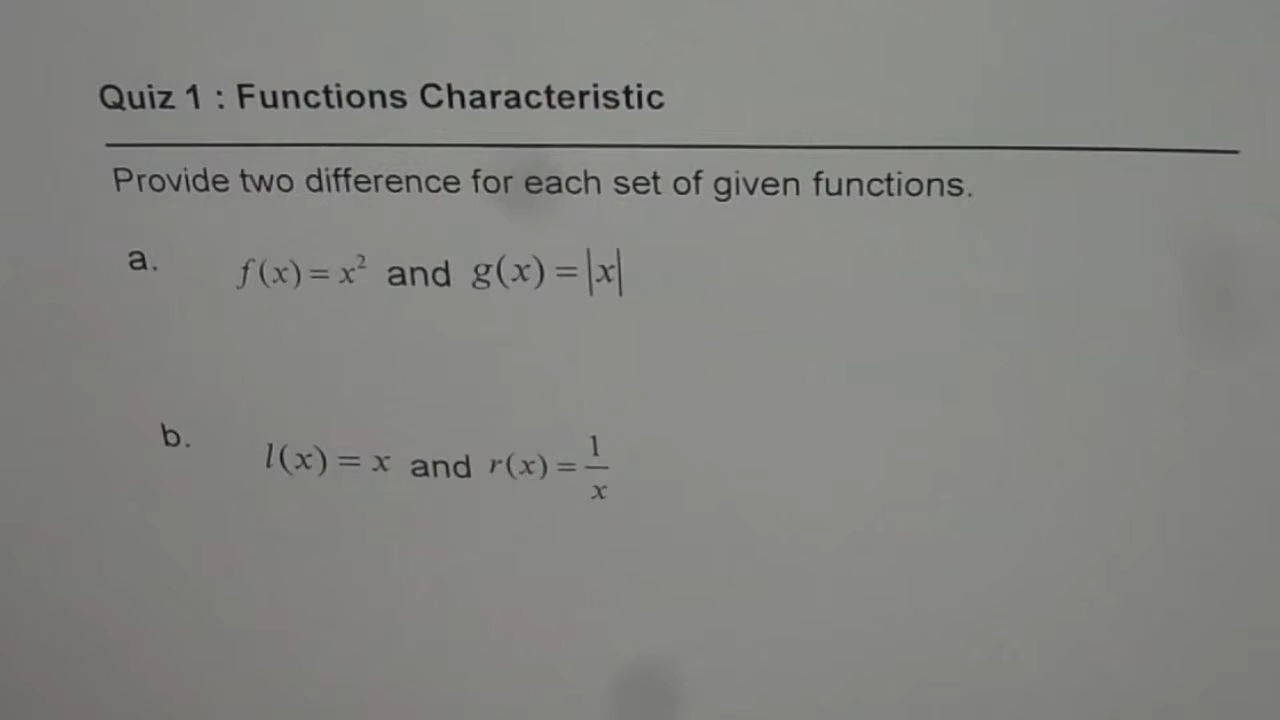 Quiz 1 : Functions Characteristic
Provide two difference for each set of given functions.
a. f(x) = x² and g(x) = |x|
b. l(x) = x and r(x) = 1/x